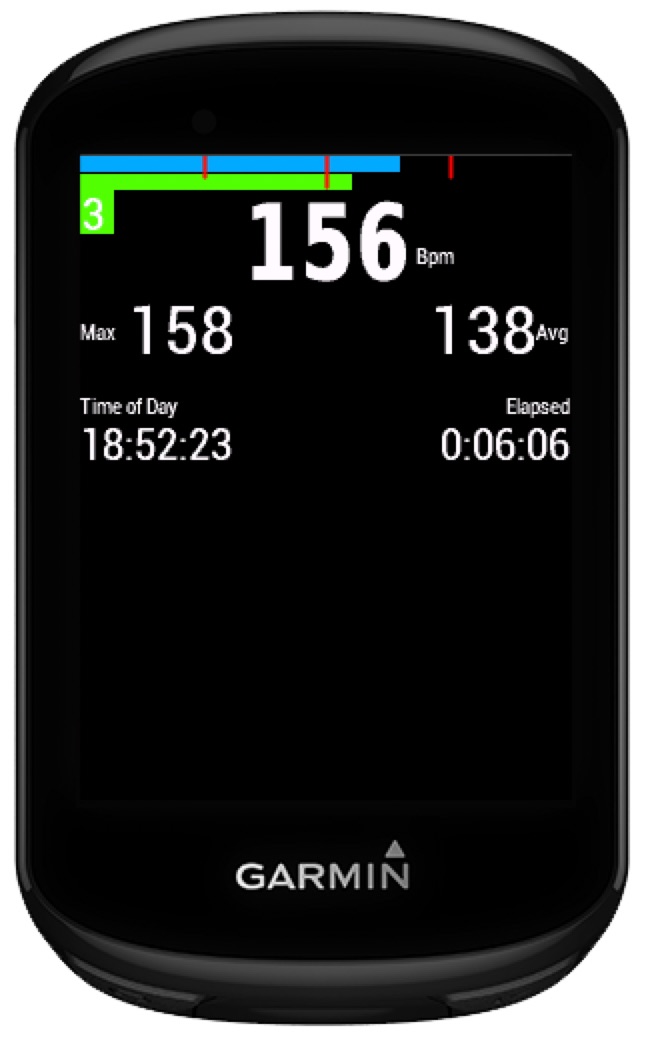 3
156 Bpm
Max 158 138 Avg
Time of Day Elapsed
18:52:23 0:06:06
GARMIN